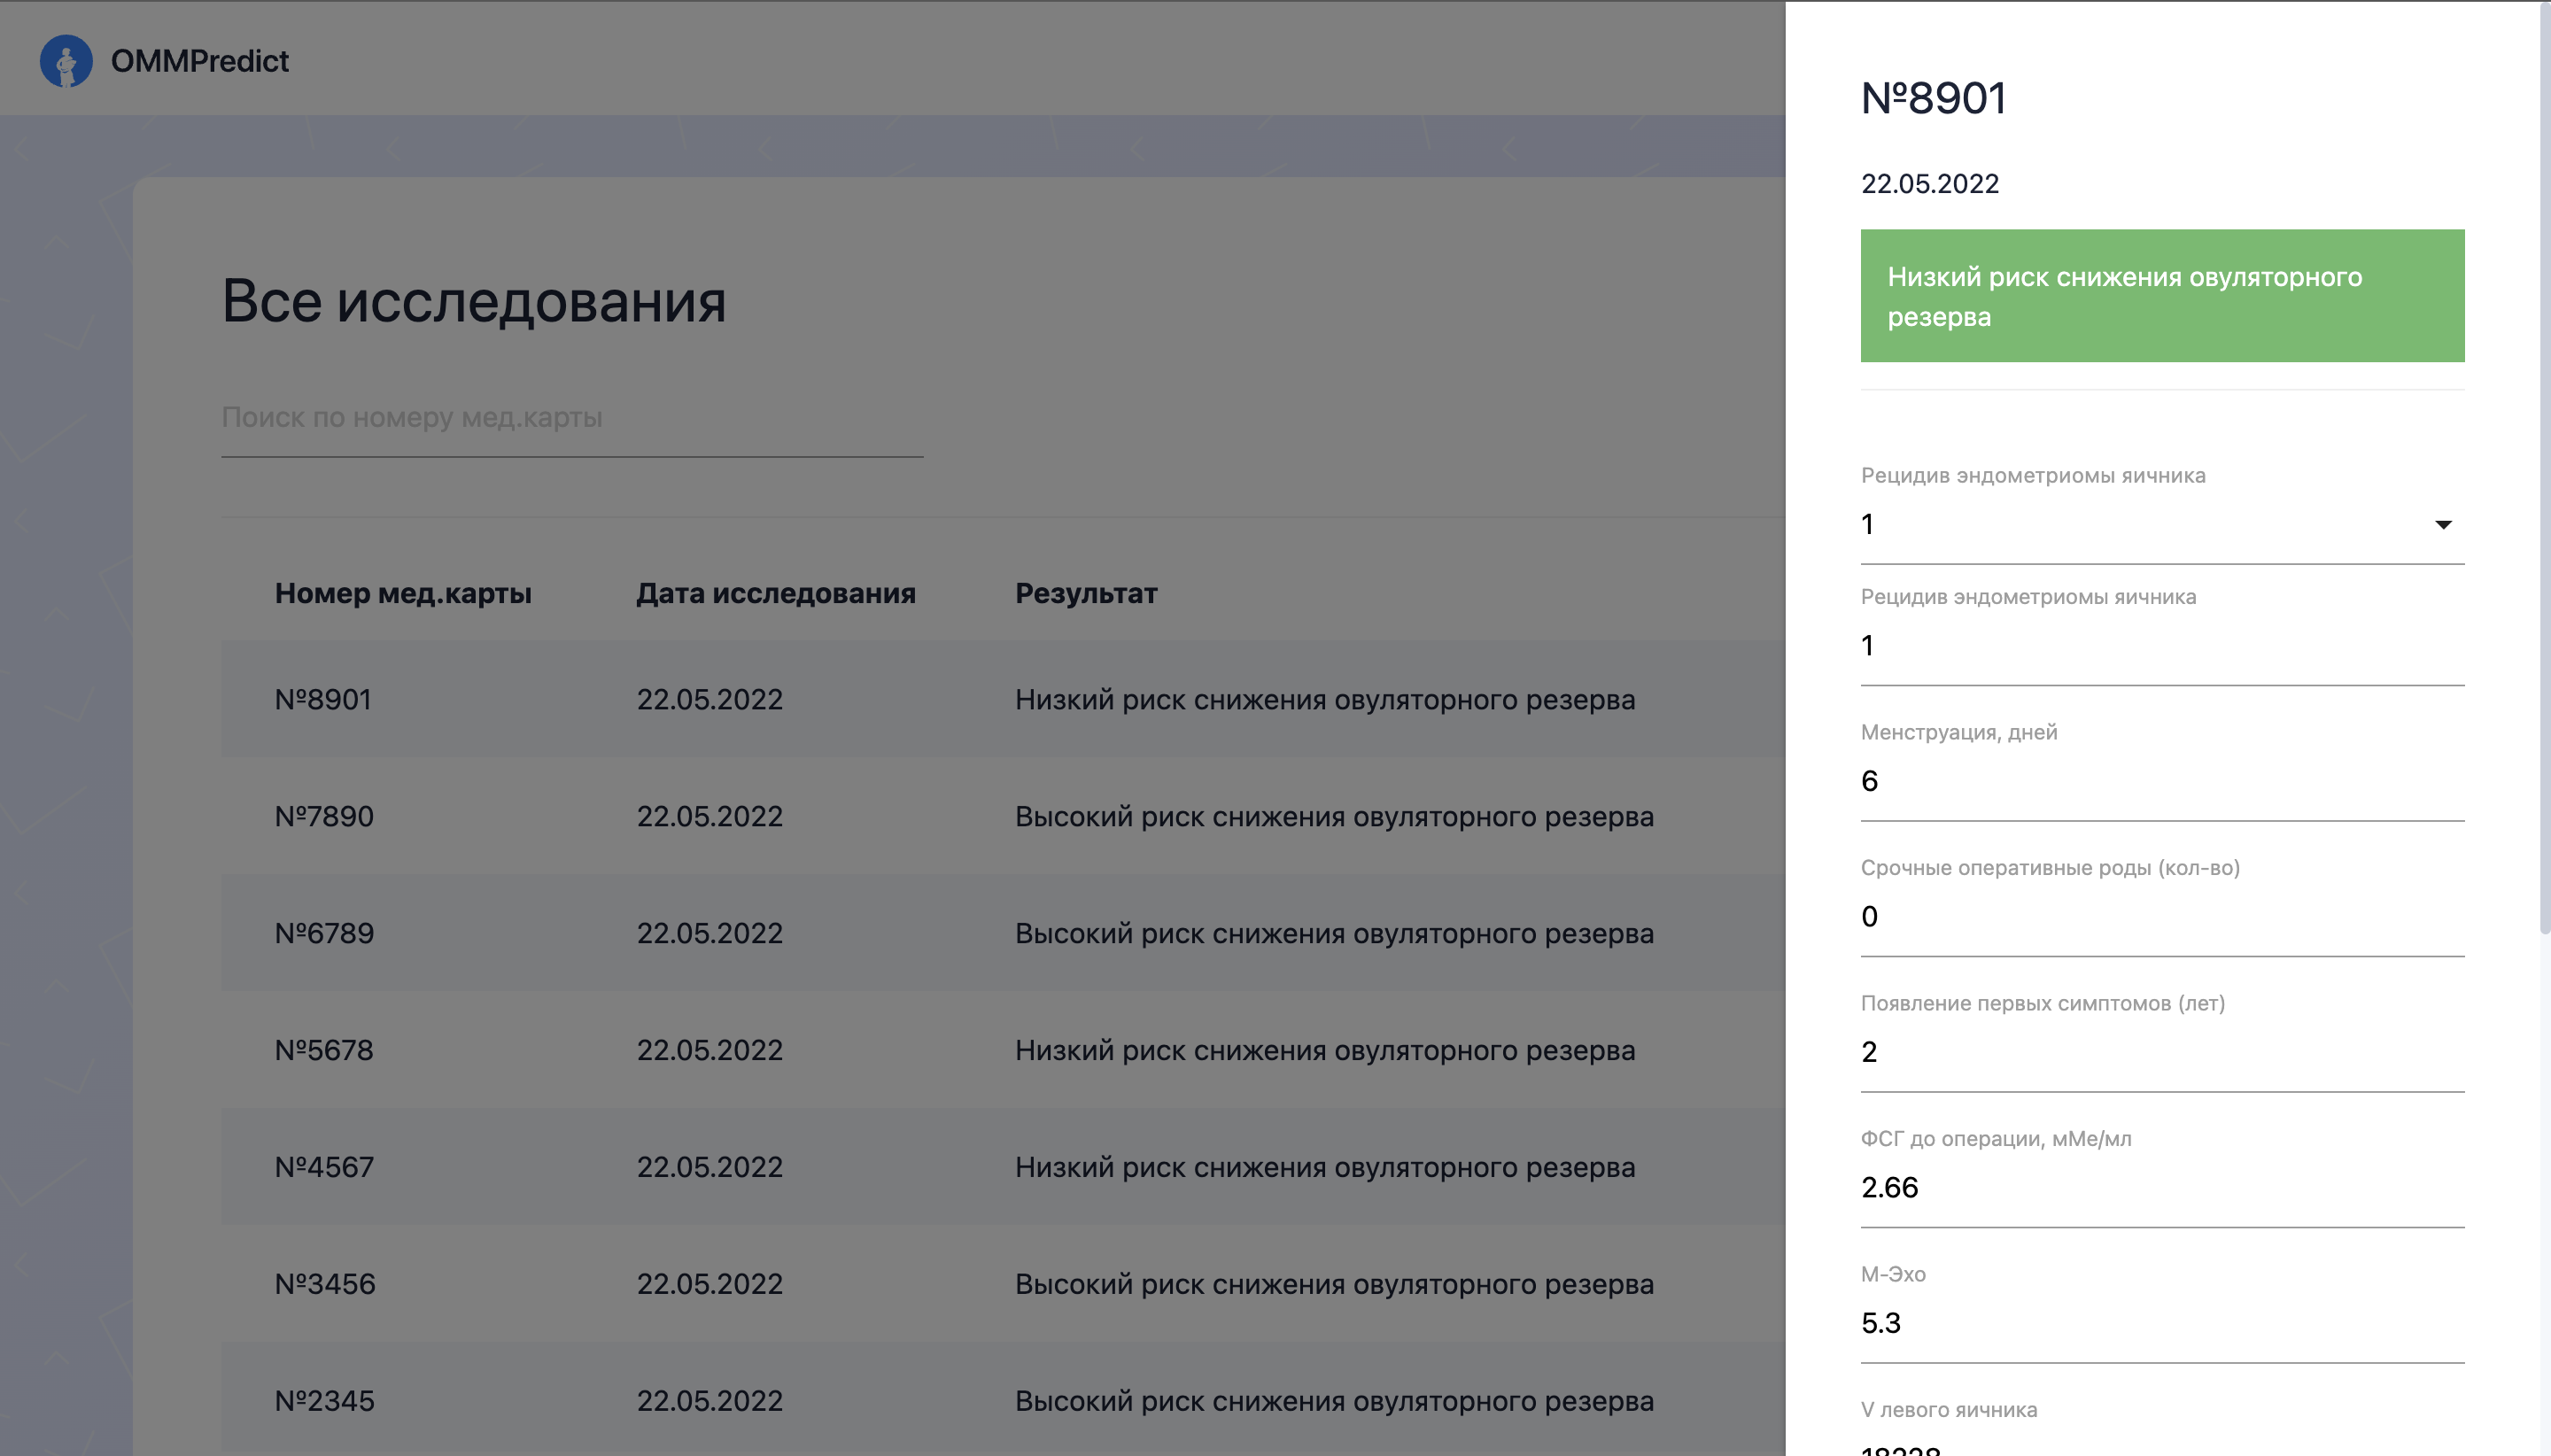 OMMPredict
Все исследования
Поиск по номеру мед.карты
Номер мед.карты Дата исследования Результат
№8901 22.05.2022 Низкий риск снижения овуляторного резерва
№7890 22.05.2022 Высокий риск снижения овуляторного резерва
№6789 22.05.2022 Высокий риск снижения овуляторного резерва
№5678 22.05.2022 Низкий риск снижения овуляторного резерва
№4567 22.05.2022 Низкий риск снижения овуляторного резерва
№3456 22.05.2022 Высокий риск снижения овуляторного резерва
№2345 22.05.2022 Высокий риск снижения овуляторного резерва
№8901
22.05.2022
Низкий риск снижения овуляторного
резерва
Рецидив эндометриомы яичника
1
Рецидив эндометриомы яичника
1
Менструация, дней
6
Срочные оперативные роды (кол-во)
0
Появление первых симптомов (лет)
2
ФСГ до операции, мМе/мл
2.66
М-Эхо
5.3
V левого яичника